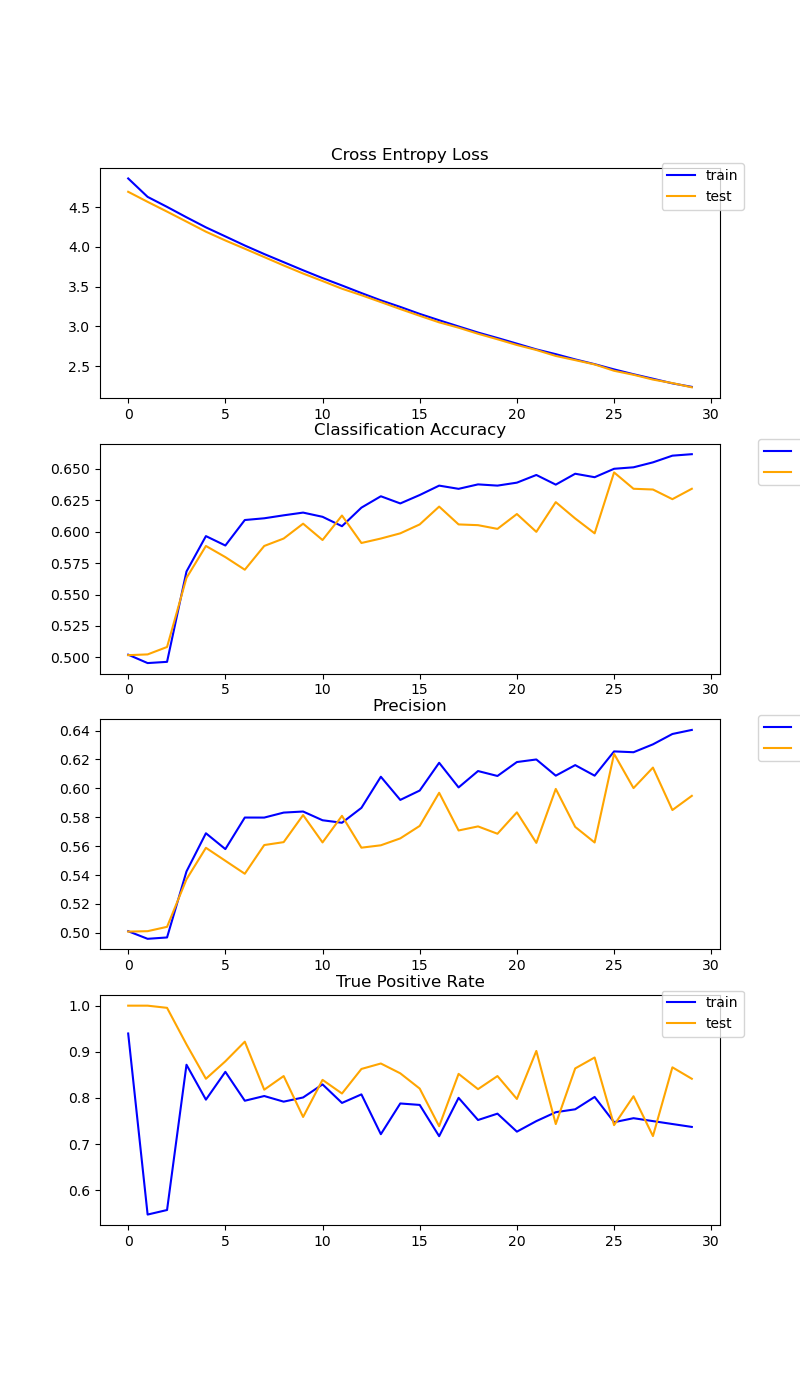 Cross Entropy Loss
train
test
4.5
4.0
3.5
3.0
2.5
0 5 10 15 20 25 30
Classification Accuracy
0.650
0.625
0.600
0.575
0.550
0.525
0.500
0 5 10 15 20 25 30
Precision
0.64
0.62
0.60
0.58
0.56
0.54
0.52
0.50
0 5 10 15 20 25 30
True Positive Rate
train
test
1.0
0.9
0.8
0.7
0.6
0 5 10 15 20 25 30